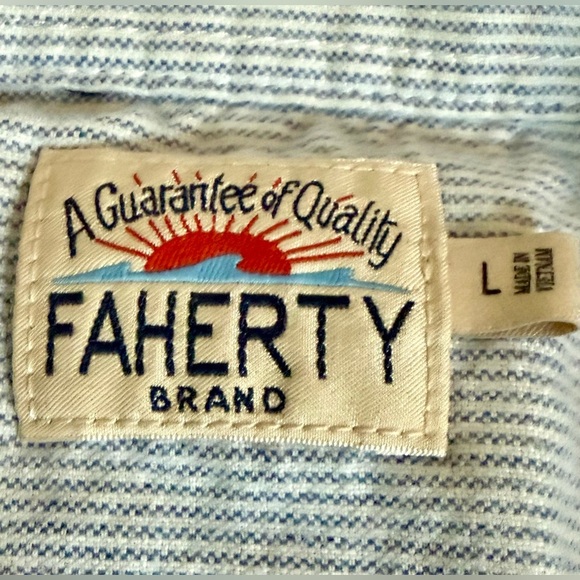 A Guarantee of Quality
FAHERTY
BRAND
L
MADE IN
VIETNAM